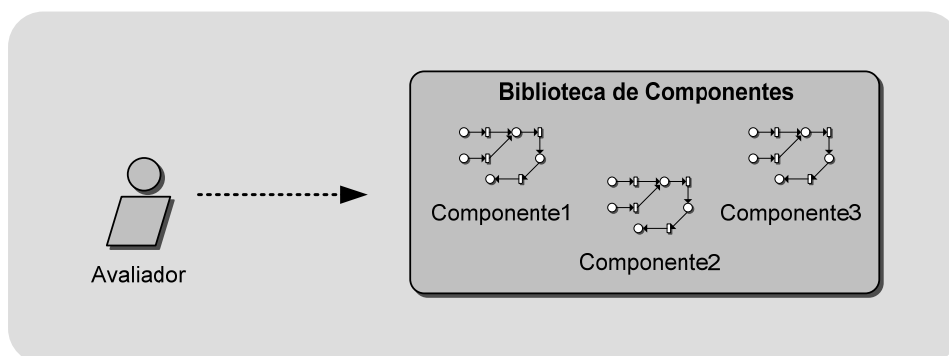 Biblioteca de Componentes
Componente1
Componente3
Componente2
Avaliador